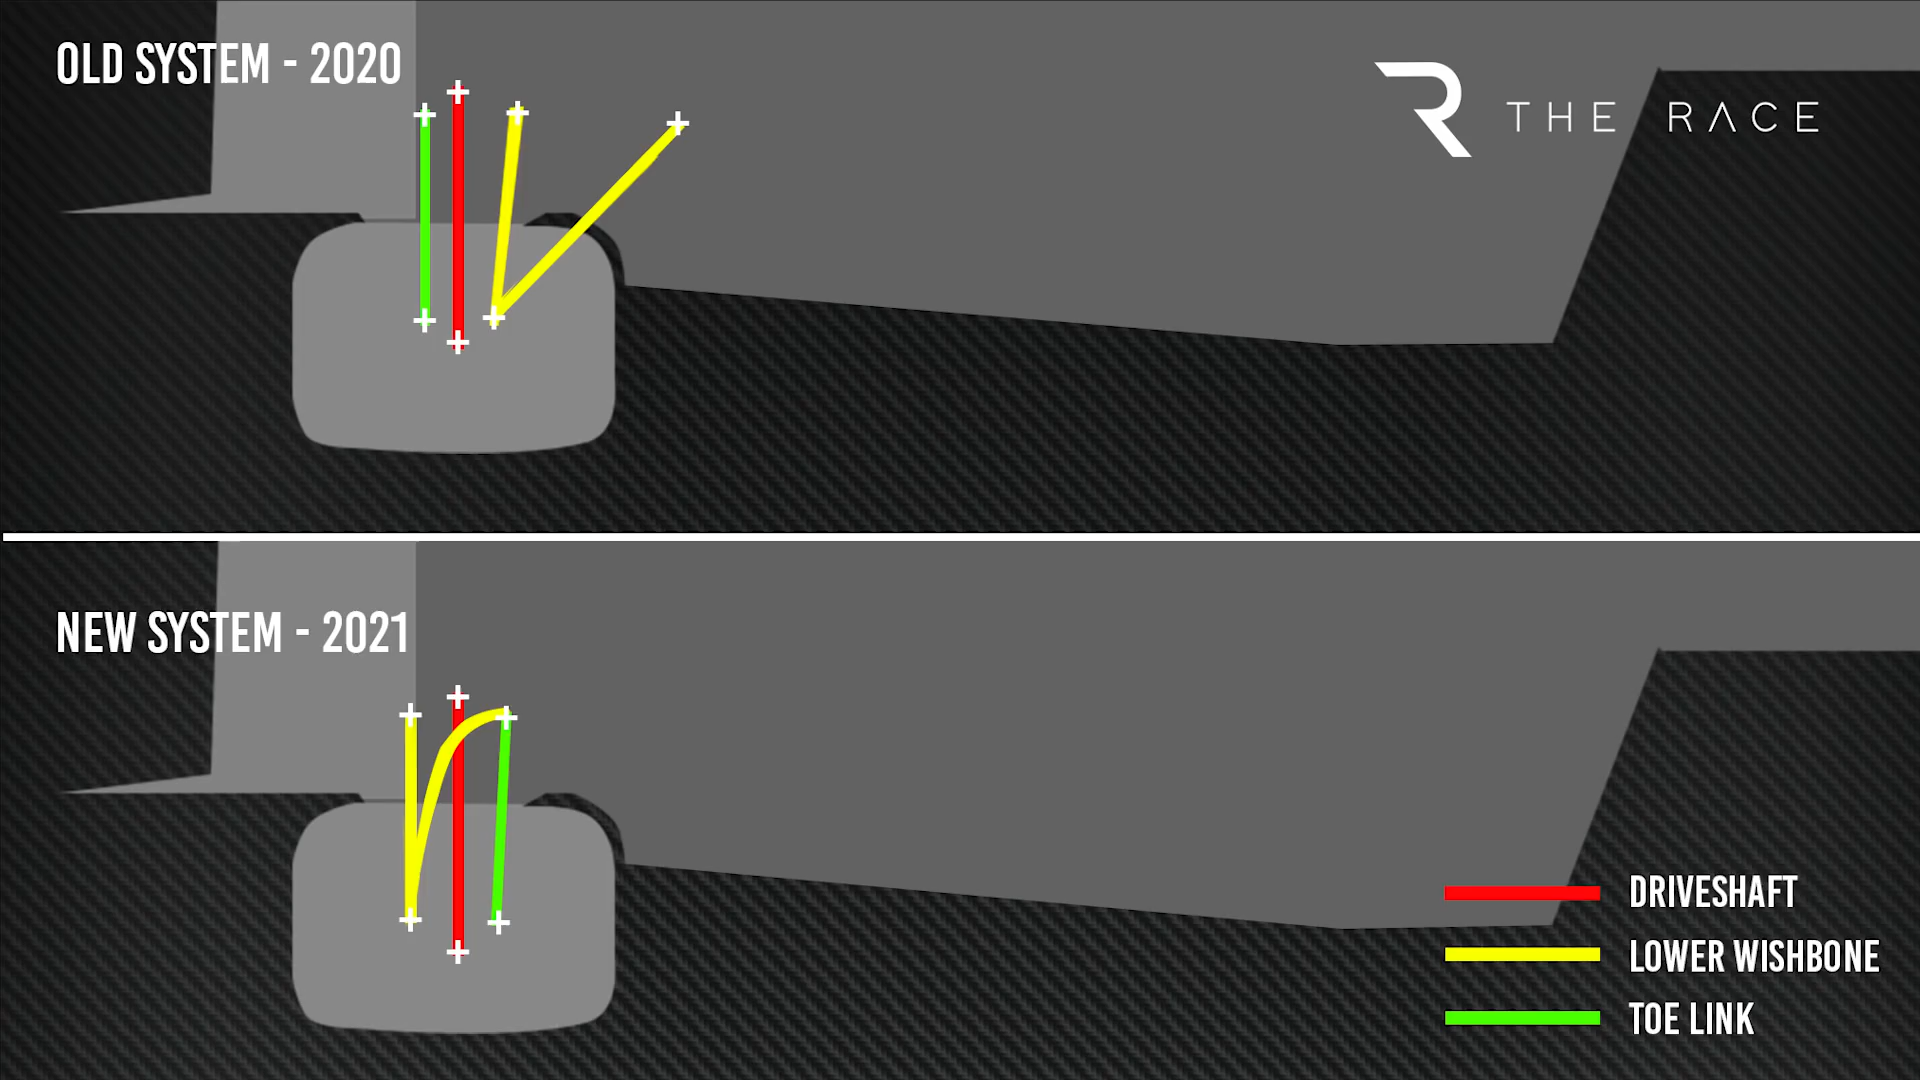 OLD SYSTEM - 2020
THE RACE
NEW SYSTEM - 2021
DRIVESHAFT
LOWER WISHBONE
TOE LINK